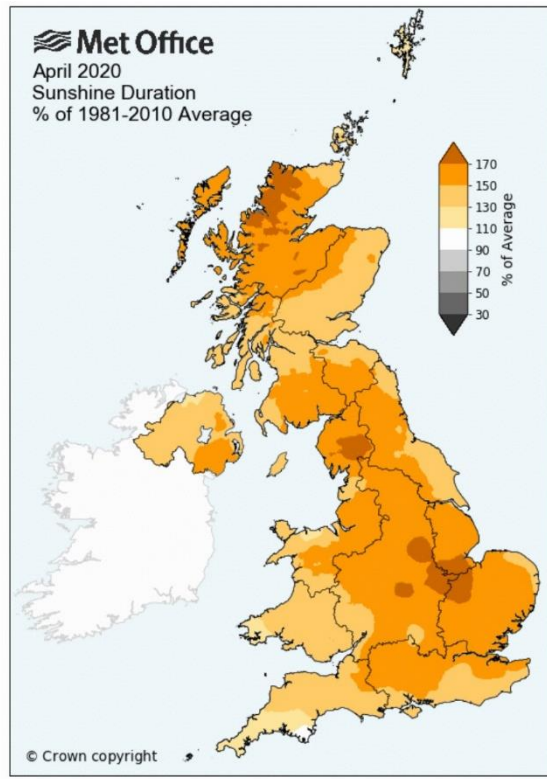 Met Office
April 2020
Sunshine Duration
% of 1981-2010 Average
170
150
130
110
90
70
50
30
% of Average
© Crown copyright